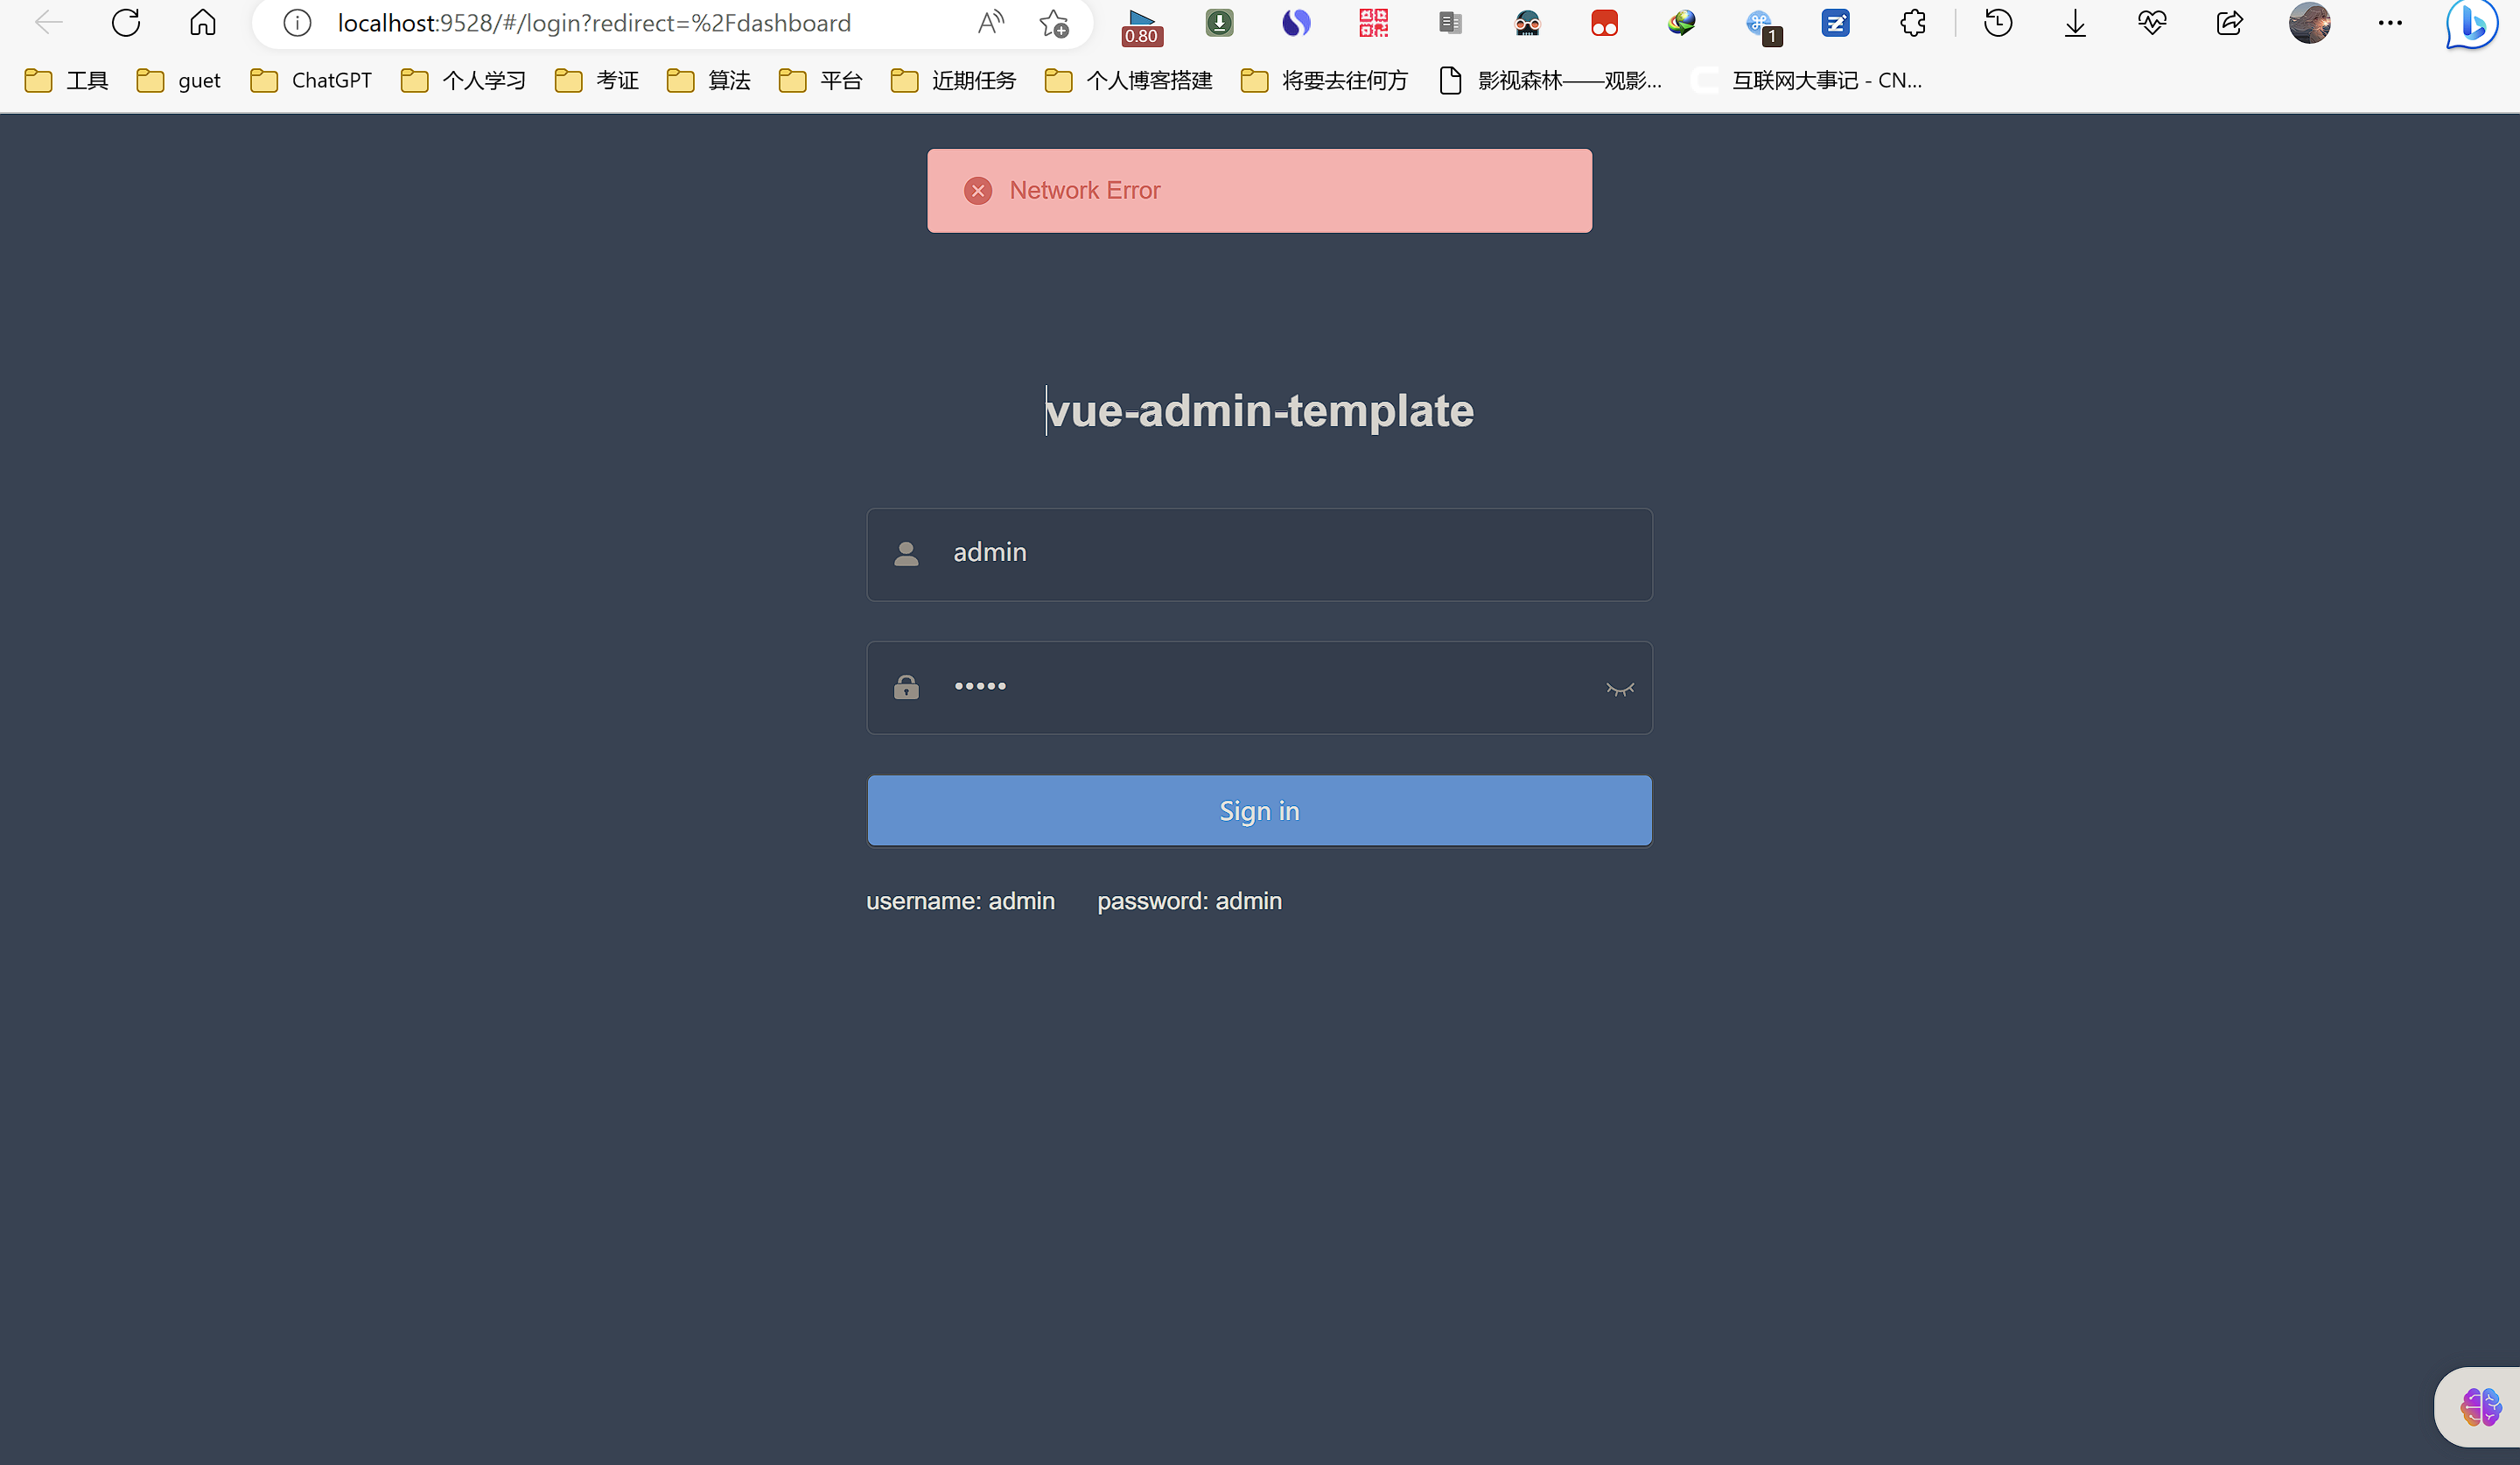 localhost:9528/#/login?redirect=%2Fdashboard
0.80
1
工具 guet ChatGPT 个人学习 考证 算法 平台 近期任务 个人博客搭建 将要去往何方 影视森林——观影... 互联网大事记 - CN...
Network Error
vue-admin-template
admin
•••••
Sign in
username: admin password: admin